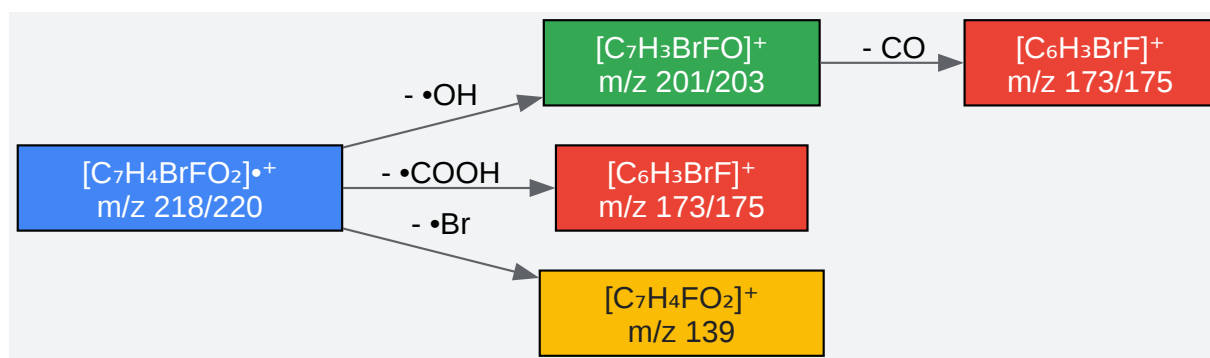 [C₇H₃BrFO]⁺
m/z 201/203
- CO
[C₆H₃BrF]⁺
m/z 173/175
- •OH
[C₇H₄BrFO₂]•⁺
m/z 218/220
- •COOH
[C₆H₃BrF]⁺
m/z 173/175
- •Br
[C₇H₄FO₂]⁺
m/z 139